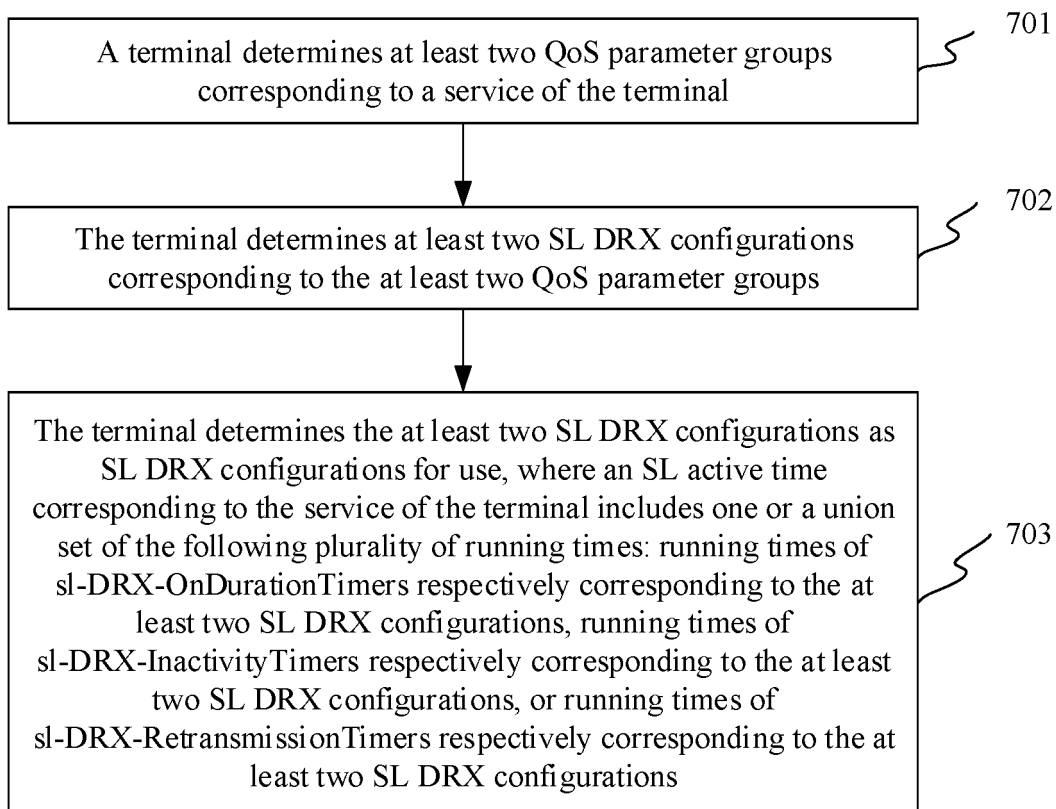 701
A terminal determines at least two QoS parameter groups
corresponding to a service of the terminal
702
The terminal determines at least two SL DRX configurations
corresponding to the at least two QoS parameter groups
703
The terminal determines the at least two SL DRX configurations as
SL DRX configurations for use, where an SL active time
corresponding to the service of the terminal includes one or a union
set of the following plurality of running times: running times of
sl-DRX-OnDurationTimers respectively corresponding to the at
least two SL DRX configurations, running times of
sl-DRX-InactivityTimers respectively corresponding to the at least
two SL DRX configurations, or running times of
sl-DRX-RetransmissionTimers respectively corresponding to the at
least two SL DRX configurations